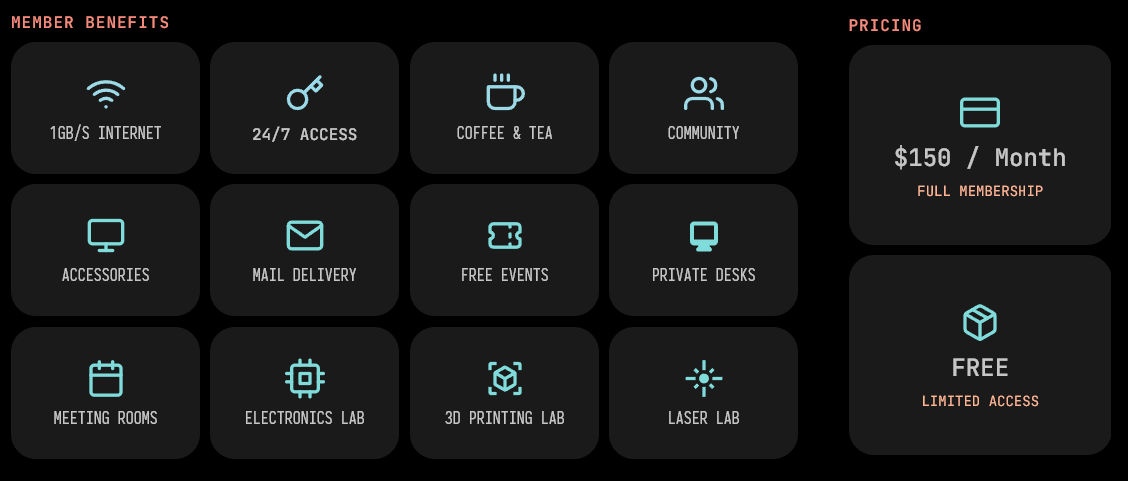 MEMBER BENEFITS
1GB/S INTERNET
24/7 ACCESS
COFFEE & TEA
COMMUNITY
ACCESSORIES
MAIL DELIVERY
FREE EVENTS
PRIVATE DESKS
MEETING ROOMS
ELECTRONICS LAB
3D PRINTING LAB
LASER LAB
PRICING
$150 / Month
FULL MEMBERSHIP
FREE
LIMITED ACCESS